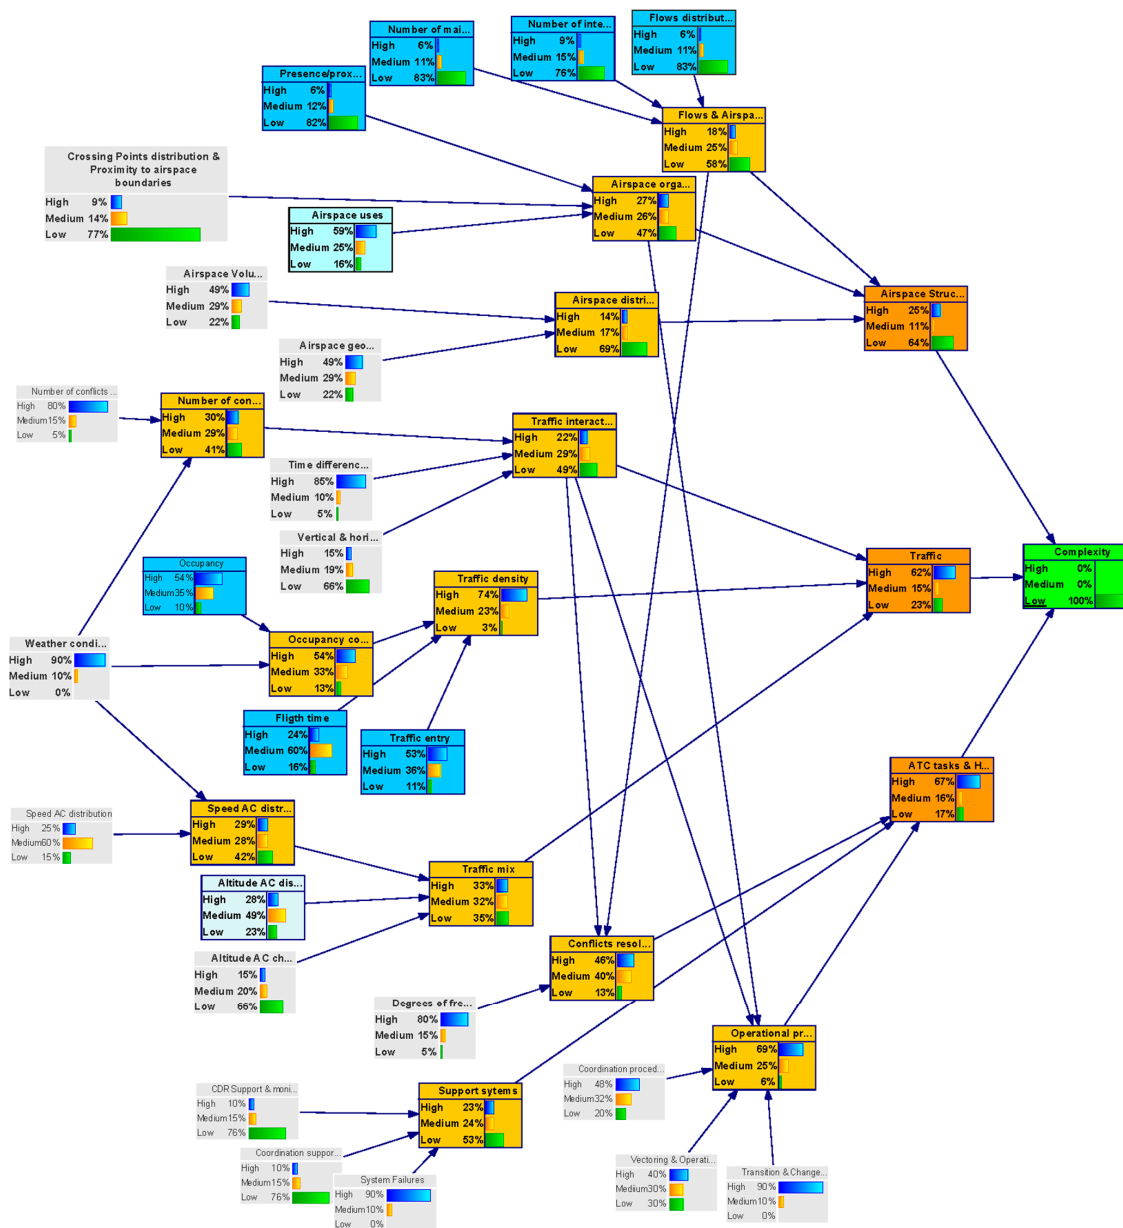 Number of mai...
High 6%
Medium 11%
Low 83%
Number of inte...
High 9%
Medium 15%
Low 76%
Flows distribut...
High 6%
Medium 11%
Low 83%
Presence/prox...
High 6%
Medium 12%
Low 82%
Flows & Airspa...
High 18%
Medium 25%
Low 58%
Crossing Points distribution &
Proximity to airspace
boundaries
High 9%
Medium 14%
Low 77%
Airspace orga...
High 27%
Medium 26%
Low 47%
Airspace uses
High 59%
Medium 25%
Low 16%
Airspace Volu...
High 49%
Medium 29%
Low 22%
Airspace distri...
High 14%
Medium 17%
Low 69%
Airspace Struc...
High 25%
Medium 11%
Low 64%
Airspace geo...
High 49%
Medium 29%
Low 22%
Number of conflicts ...
High 80%
Medium 15%
Low 5%
Number of con...
High 30%
Medium 29%
Low 41%
Traffic interact...
High 22%
Medium 29%
Low 49%
Time differenc...
High 85%
Medium 10%
Low 5%
Vertical & hori...
High 15%
Medium 19%
Low 66%
Occupancy
High 54%
Medium 35%
Low 10%
Traffic density
High 74%
Medium 23%
Low 3%
Traffic
High 62%
Medium 15%
Low 23%
Complexity
High 0%
Medium 0%
Low 100%
Weather condi...
High 90%
Medium 10%
Low 0%
Occupancy co...
High 54%
Medium 33%
Low 13%
Fligth time
High 24%
Medium 60%
Low 16%
Traffic entry
High 53%
Medium 36%
Low 11%
ATC tasks & H...
High 67%
Medium 16%
Low 17%
Speed AC distribution
High 25%
Medium 60%
Low 15%
Speed AC distr...
High 29%
Medium 28%
Low 42%
Traffic mix
High 33%
Medium 32%
Low 35%
Altitude AC dis...
High 28%
Medium 49%
Low 23%
Altitude AC ch...
High 15%
Medium 20%
Low 66%
Conflicts resol...
High 46%
Medium 40%
Low 13%
Degrees of fre...
High 80%
Medium 15%
Low 5%
Operational pr...
High 69%
Medium 25%
Low 6%
Coordination proced...
High 48%
Medium 32%
Low 20%
CDR Support & moni...
High 10%
Medium 15%
Low 76%
Support sytems
High 23%
Medium 24%
Low 53%
Coordination suppor...
High 10%
Medium 15%
Low 76%
System Failures
High 90%
Medium 10%
Low 0%
Vectoring & Operati...
High 40%
Medium 30%
Low 30%
Transition & Change...
High 90%
Medium 10%
Low 0%